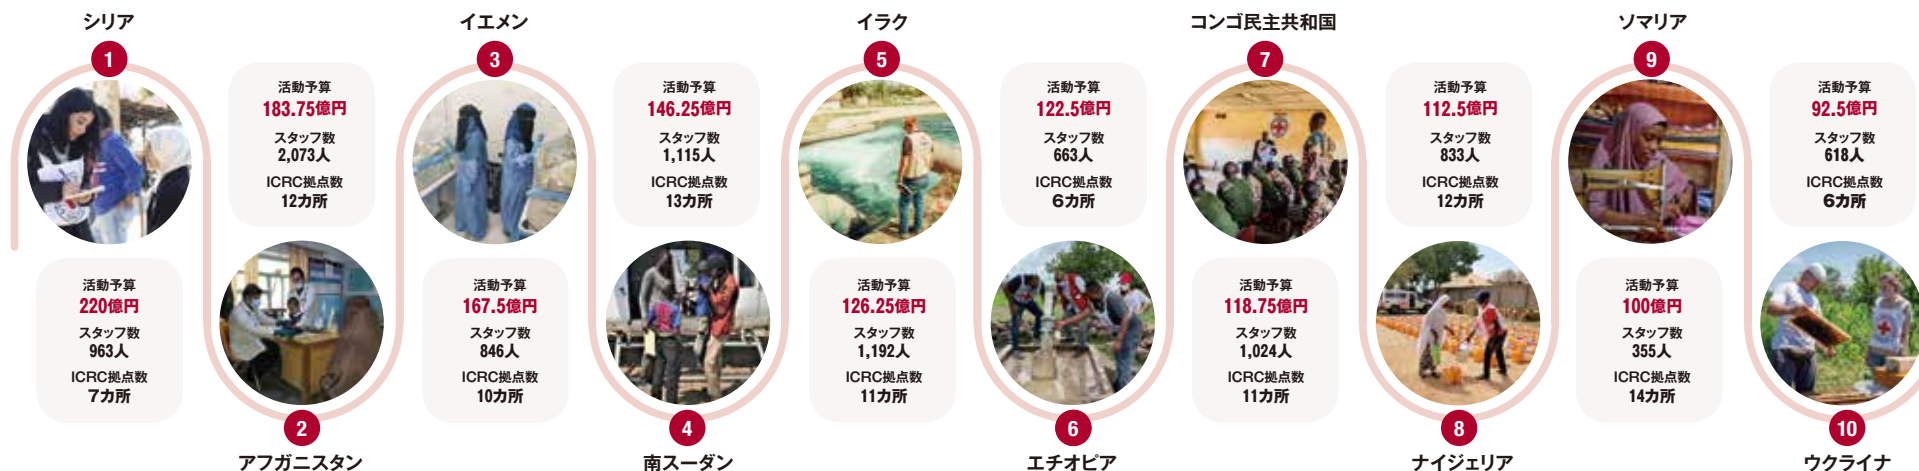 シリア
1
活動予算
220億円
スタッフ数
963人
ICRC拠点数
7カ所
活動予算
183.75億円
スタッフ数
2,073人
ICRC拠点数
12カ所
2
アフガニスタン
イエメン
3
活動予算
167.5億円
スタッフ数
846人
ICRC拠点数
10カ所
活動予算
146.25億円
スタッフ数
1,115人
ICRC拠点数
13カ所
4
南スーダン
イラク
5
活動予算
126.25億円
スタッフ数
1,192人
ICRC拠点数
11カ所
活動予算
122.5億円
スタッフ数
663人
ICRC拠点数
6カ所
6
エチオピア
コンゴ民主共和国
7
活動予算
118.75億円
スタッフ数
1,024人
ICRC拠点数
11カ所
活動予算
112.5億円
スタッフ数
833人
ICRC拠点数
12カ所
8
ナイジェリア
ソマリア
9
活動予算
100億円
スタッフ数
355人
ICRC拠点数
14カ所
活動予算
92.5億円
スタッフ数
618人
ICRC拠点数
6カ所
10
ウクライナ